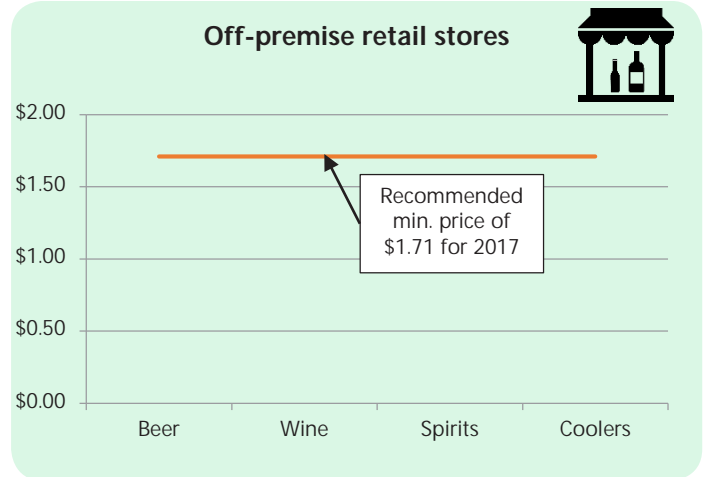 Off-premise retail stores
$2.00
$1.50
Recommended
min. price of
$1.71 for 2017
$1.00
$0.50
$0.00
Beer
Wine
Spirits
Coolers